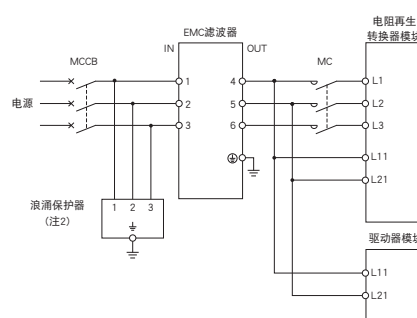 电阻再生
转换器模块
EMC滤波器
IN
OUT
MCCB
MC
1
4
L1
电源
2
5
L2
3
6
L3
L11
L21
浪涌保护器
(注2)
1 2 3
驱动器模块
L11
L21